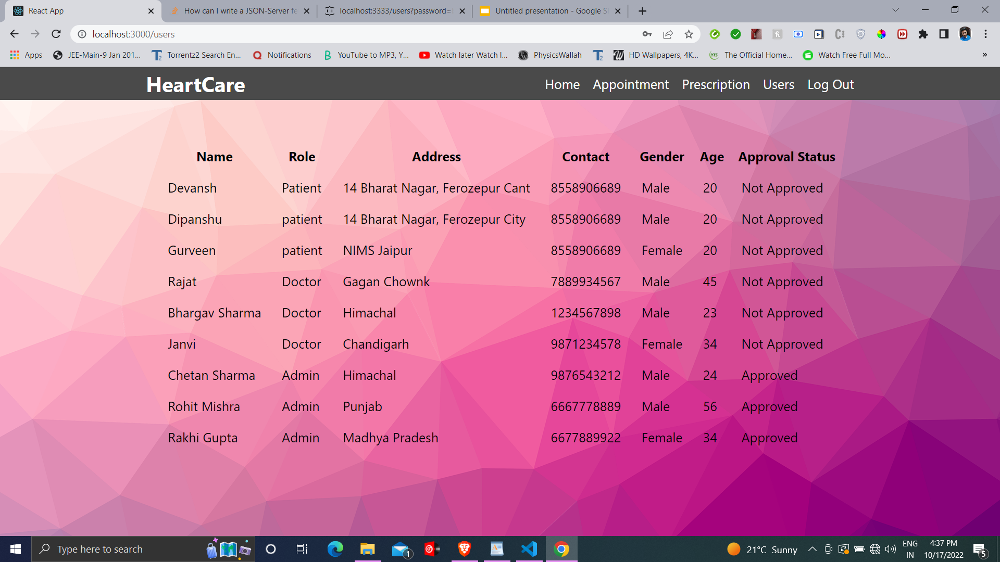 React App
How can I write a JSON-Server fe
localhost:3333/users?password=
Untitled presentation - Google Sl
localhost:3000/users
Apps
JEE-Main-9 Jan 201...
Torrentz2 Search En...
Notifications
YouTube to MP3, Y...
Watch later Watch l...
PhysicsWallah
HD Wallpapers, 4K...
The Official Home...
Watch Free Full Mo...
»
HeartCare
Home Appointment Prescription Users Log Out
Name Role Address Contact Gender Age Approval Status
Devansh Patient 14 Bharat Nagar, Ferozepur Cant 8558906689 Male 20 Not Approved
Dipanshu patient 14 Bharat Nagar, Ferozepur City 8558906689 Male 20 Not Approved
Gurveen patient NIMS Jaipur 8558906689 Female 20 Not Approved
Rajat Doctor Gagan Chownk 7889934567 Male 45 Not Approved
Bhargav Sharma Doctor Himachal 1234567898 Male 23 Not Approved
Janvi Doctor Chandigarh 9871234578 Female 34 Not Approved
Chetan Sharma Admin Himachal 9876543212 Male 24 Approved
Rohit Mishra Admin Punjab 6667778889 Male 56 Approved
Rakhi Gupta Admin Madhya Pradesh 6677889922 Female 34 Approved
Type here to search
1
21°C Sunny
ENG
IN
4:37 PM
10/17/2022
5